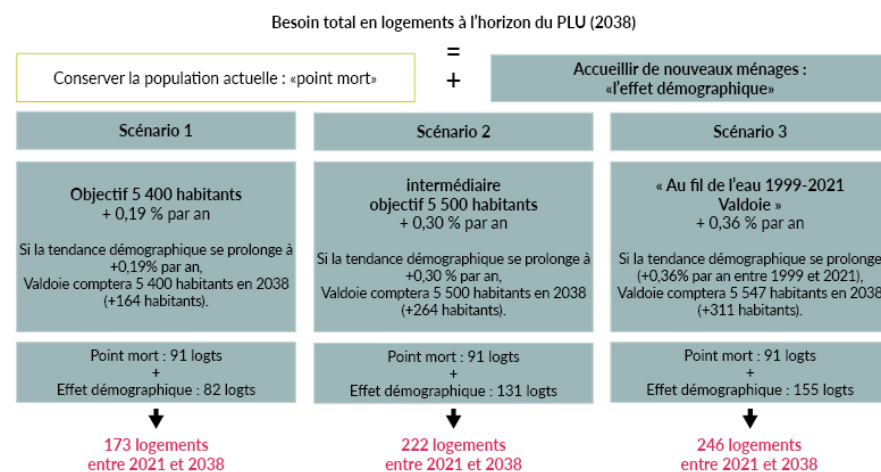 Besoin total en logements à l'horizon du PLU (2038)
=
Conserver la population actuelle : «point mort»
+
Accueillir de nouveaux ménages :
«l'effet démographique»
Scénario 1
Objectif 5 400 habitants
+ 0,19 % par an
Si la tendance démographique se prolonge à
+0,19% par an,
Valdoie comptera 5 400 habitants en 2038
(+164 habitants).
Point mort : 91 logts
+
Effet démographique : 82 logts
173 logements
entre 2021 et 2038
Scénario 2
intermédiaire
objectif 5 500 habitants
+ 0,30 % par an
Si la tendance démographique se prolonge à
+0,30 % par an,
Valdoie comptera 5 500 habitants en 2038
(+264 habitants).
Point mort : 91 logts
+
Effet démographique : 131 logts
222 logements
entre 2021 et 2038
Scénario 3
« Au fil de l'eau 1999-2021
Valdoie »
+ 0,36 % par an
Si la tendance démographique se prolonge
(+0,36% par an entre 1999 et 2021),
Valdoie comptera 5 547 habitants en 2038
(+311 habitants).
Point mort : 91 logts
+
Effet démographique : 155 logts
246 logements
entre 2021 et 2038